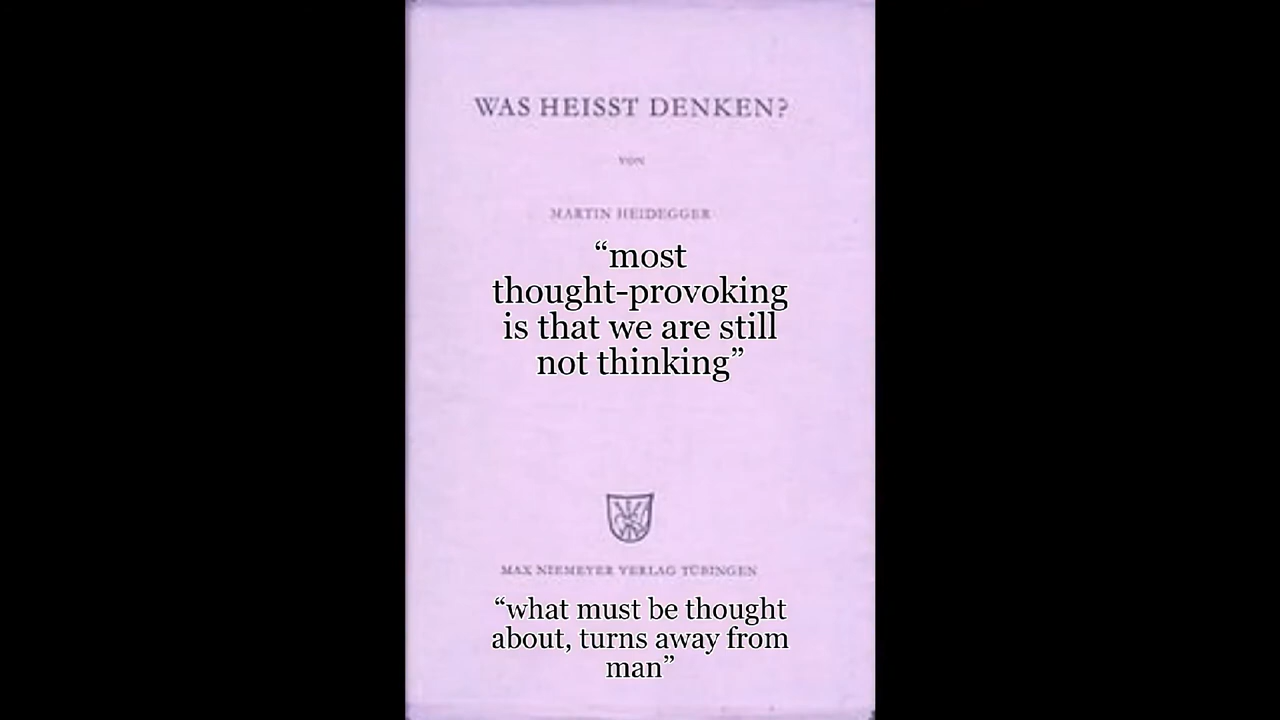 WAS HEISST DENKEN?
VON
MARTIN HEIDEGGER
“most
thought-provoking
is that we are still
not thinking”
MAX NIEMEYER VERLAG TÜBINGEN
“what must be thought
about, turns away from
man”